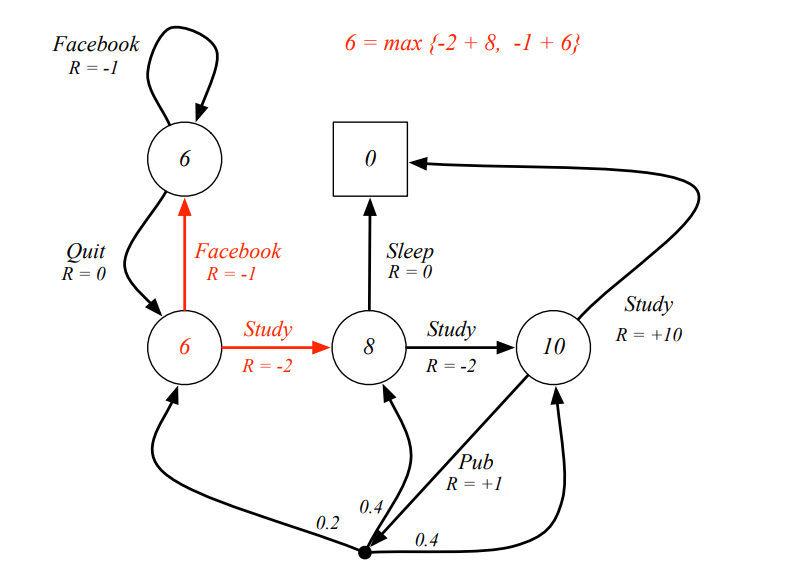 6 = max {-2 + 8, -1 + 6}
Facebook
R = -1
6
0
Quit
R = 0
Facebook
R = -1
Sleep
R = 0
6
Study
R = -2
8
Study
R = -2
10
Study
R = +10
Pub
R = +1
0.2
0.4
0.4